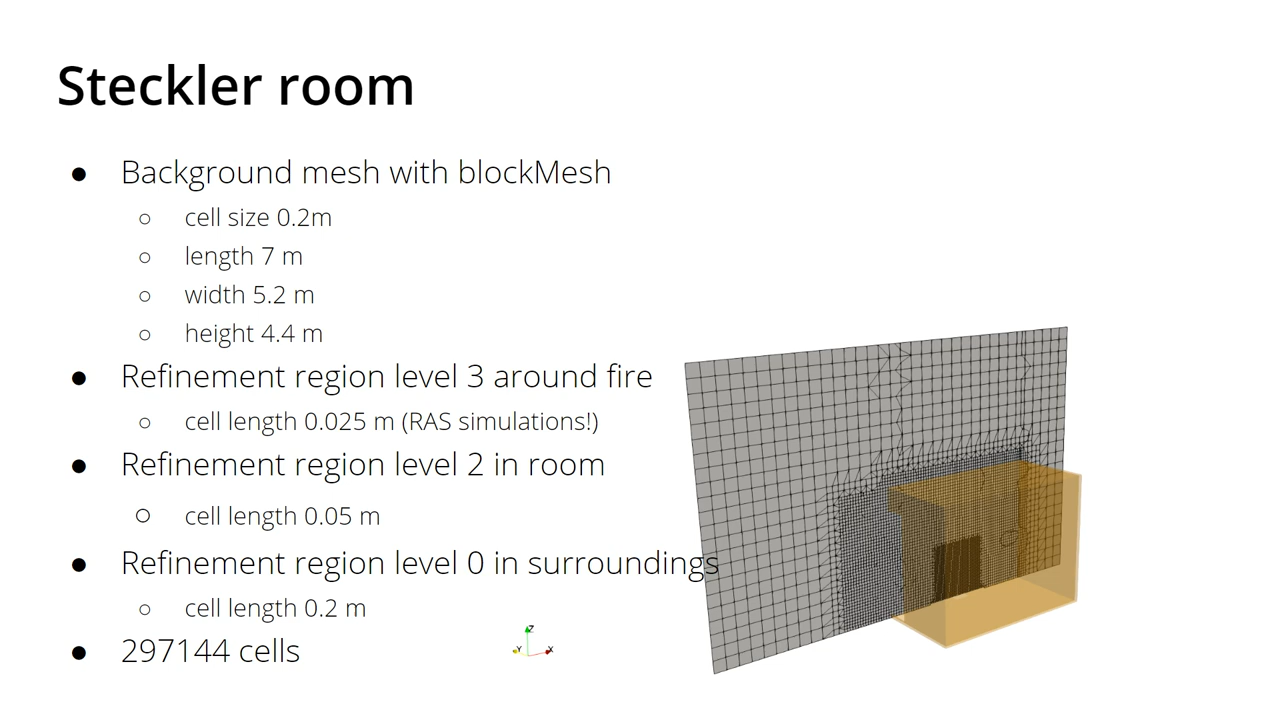 Steckler room
● Background mesh with blockMesh
○ cell size 0.2m
○ length 7 m
○ width 5.2 m
○ height 4.4 m
● Refinement region level 3 around fire
○ cell length 0.025 m (RAS simulations!)
● Refinement region level 2 in room
○ cell length 0.05 m
● Refinement region level 0 in surroundings
○ cell length 0.2 m
● 297144 cells
Z
Y
X